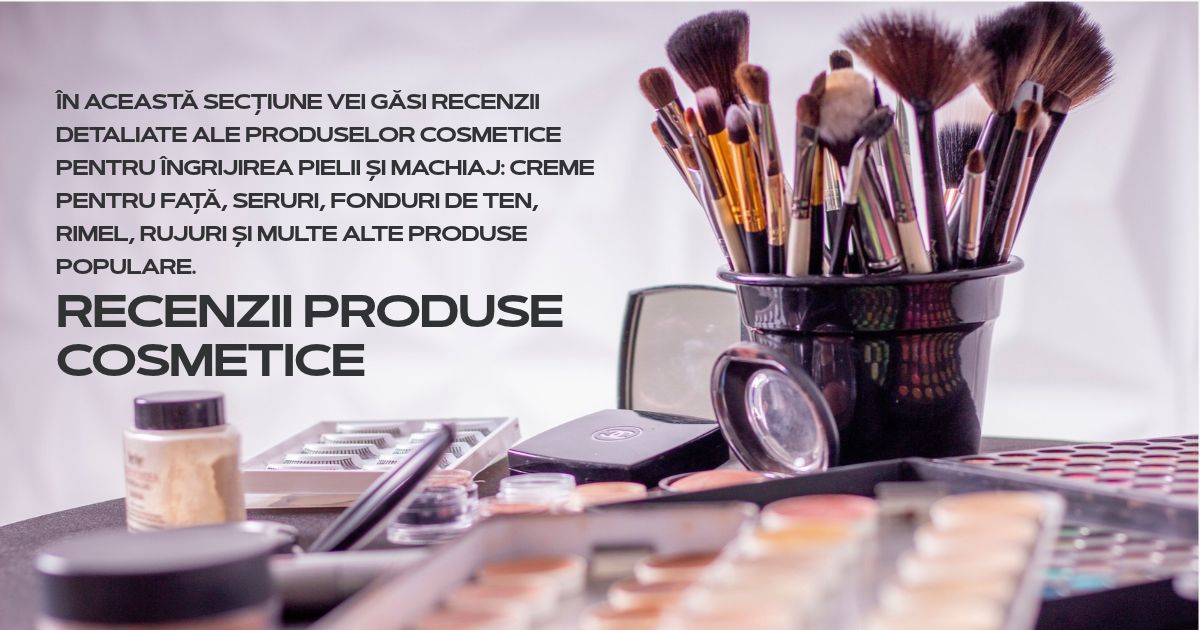 ÎN ACEASTĂ SECȚIUNE VEI GĂSI RECENZII
DETALIATE ALE PRODUSELOR COSMETICE
PENTRU ÎNGRIJIREA PIELII ȘI MACHIAJ: CREME
PENTRU FAȚĂ, SERURI, FONDURI DE TEN,
RIMEL, RUJURI ȘI MULTE ALTE PRODUSE
POPULARE.
RECENZII PRODUSE
COSMETICE